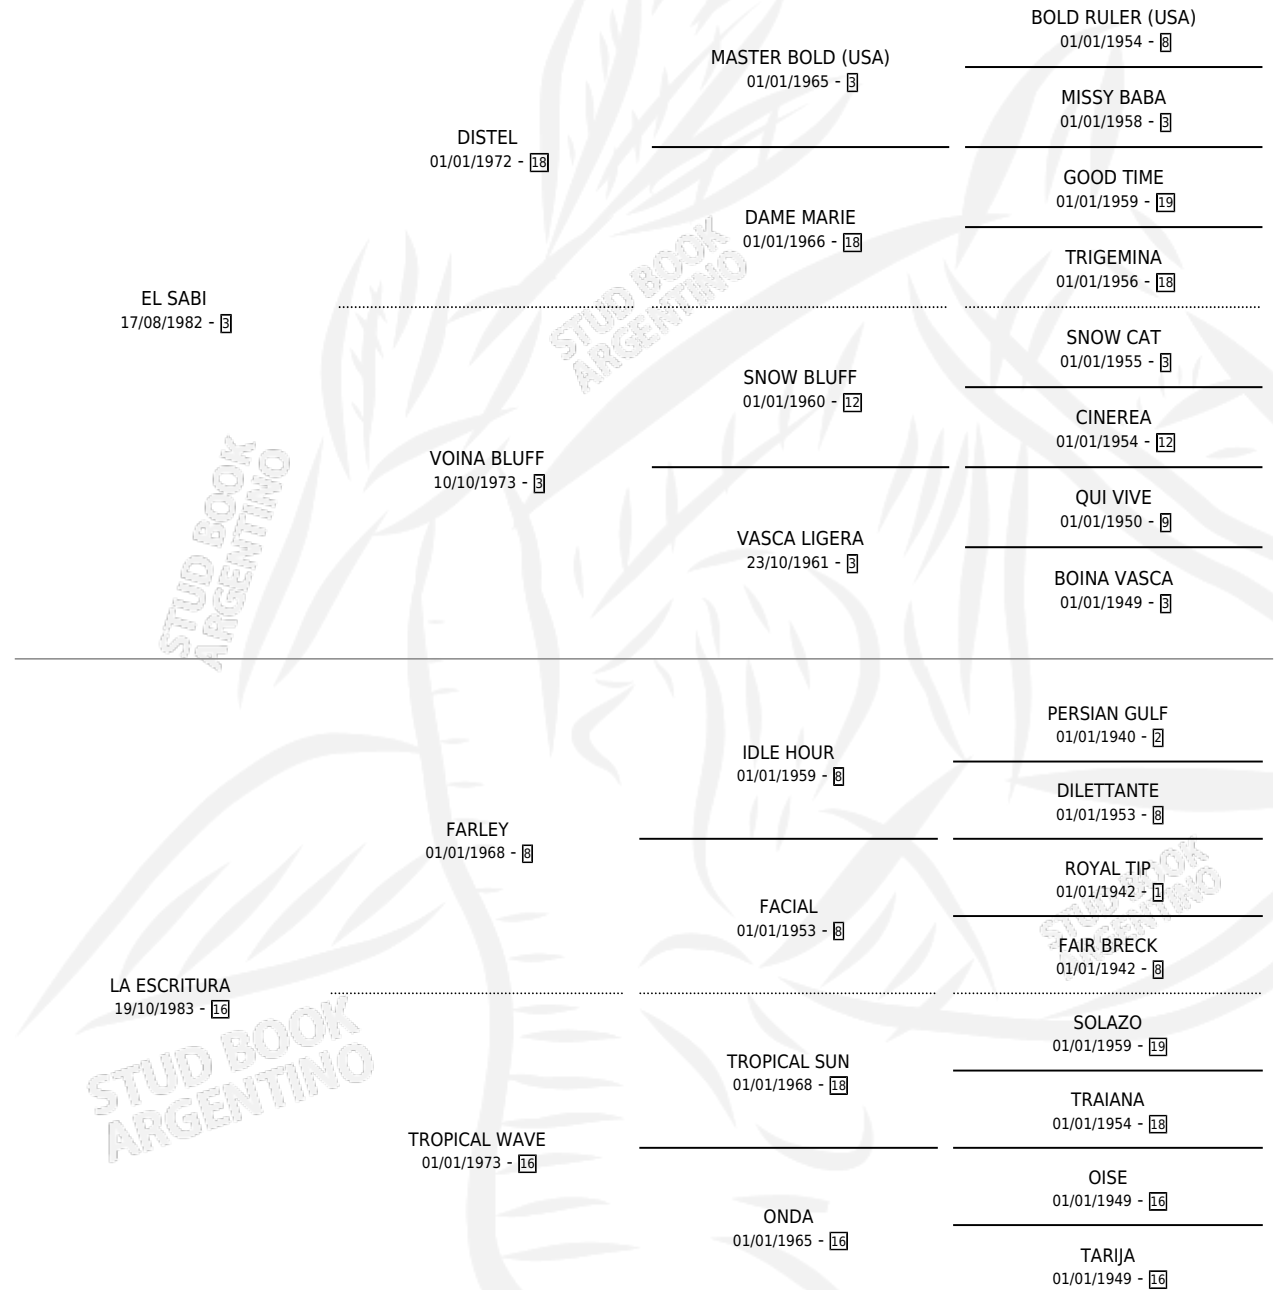 BOLD RULER (USA)
01/01/1954 - 8
MASTER BOLD (USA)
01/01/1965 - 3
MISSY BABA
01/01/1958 - 3
DISTEL
01/01/1972 - 18
GOOD TIME
01/01/1959 - 19
DAME MARIE
01/01/1966 - 18
TRIGEMINA
01/01/1956 - 18
EL SABI
17/08/1982 - 3
SNOW CAT
01/01/1955 - 3
SNOW BLUFF
01/01/1960 - 12
CINEREA
01/01/1954 - 12
VOINA BLUFF
10/10/1973 - 3
QUI VIVE
01/01/1950 - 9
VASCA LIGERA
23/10/1961 - 3
BOINA VASCA
01/01/1949 - 3
PERSIAN GULF
01/01/1940 - 2
IDLE HOUR
01/01/1959 - 8
DILETTANTE
01/01/1953 - 8
FARLEY
01/01/1968 - 8
ROYAL TIP
01/01/1942 - 1
FACIAL
01/01/1953 - 8
FAIR BRECK
01/01/1942 - 8
LA ESCRITURA
19/10/1983 - 16
SOLAZO
01/01/1959 - 19
TROPICAL SUN
01/01/1968 - 18
TRAIANA
01/01/1954 - 18
TROPICAL WAVE
01/01/1973 - 16
OISE
01/01/1949 - 16
ONDA
01/01/1965 - 16
TARIJA
01/01/1949 - 16
STUD BOOK
ARGENTINO
STUD BOOK
ARGENTINO
STUD BOOK
ARGENTINO
STUD BOOK
ARGENTINO